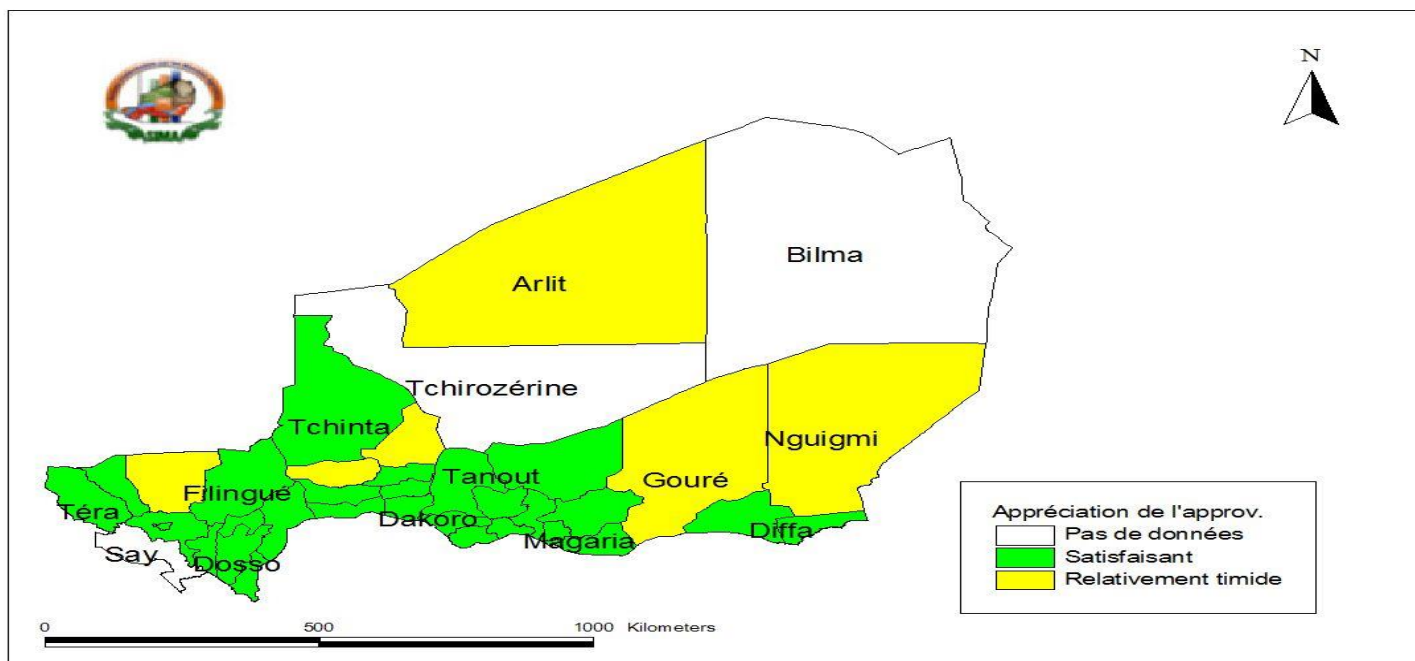 SIMA
N
Bilma
Arlit
Tchirozérine
Tchinta
Nguigmi
Tanout
Gouré
Filingué
Téra
Dakoro
Diffa
Magaria
Say
Dosso
Appréciation de l'approv.
Pas de données
Satisfaisant
Relativement timide
0 500 1000 Kilometers